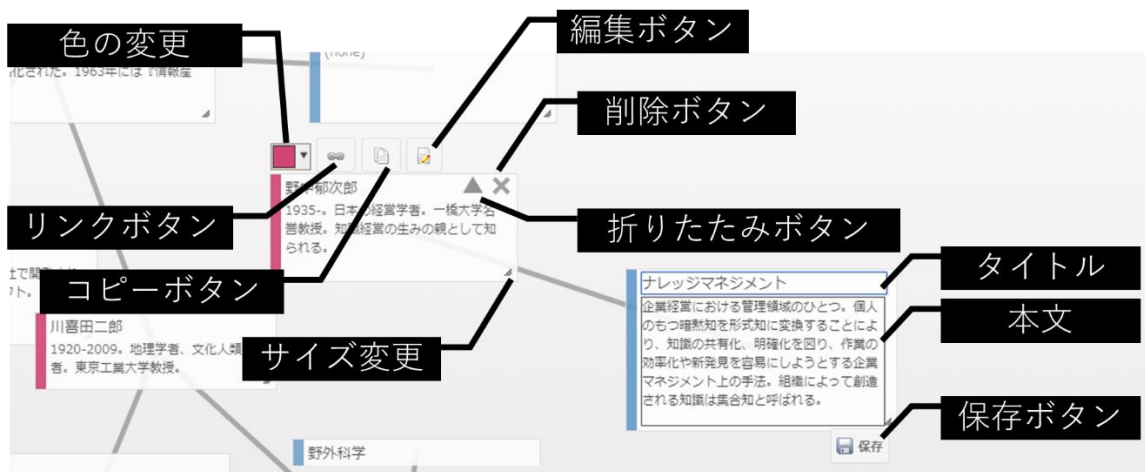 色の変更
編集ボタン
(none)
化された。1963年には『情報産
削除ボタン
野中郁次郎
1935-。日本の経営学者。一橋大学名
誉教授。知識経営の生みの親として知
られる。
リンクボタン
折りたたみボタン
コピーボタン
社で
タイトル
ナレッジマネジメント
企業経営における管理領域のひとつ。個人
のもつ暗黙知を形式知に変換することによ
り、知識の共有化、明確化を図り、作業の
効率化や新発見を容易にしようとする企業
マネジメント上の手法。組織によって創造
される知識は集合知と呼ばれる。
本文
川喜田二郎
1920-2009。地理学者、文化人類
者。東京工業大学教授。
サイズ変更
保存ボタン
保存
野外科学